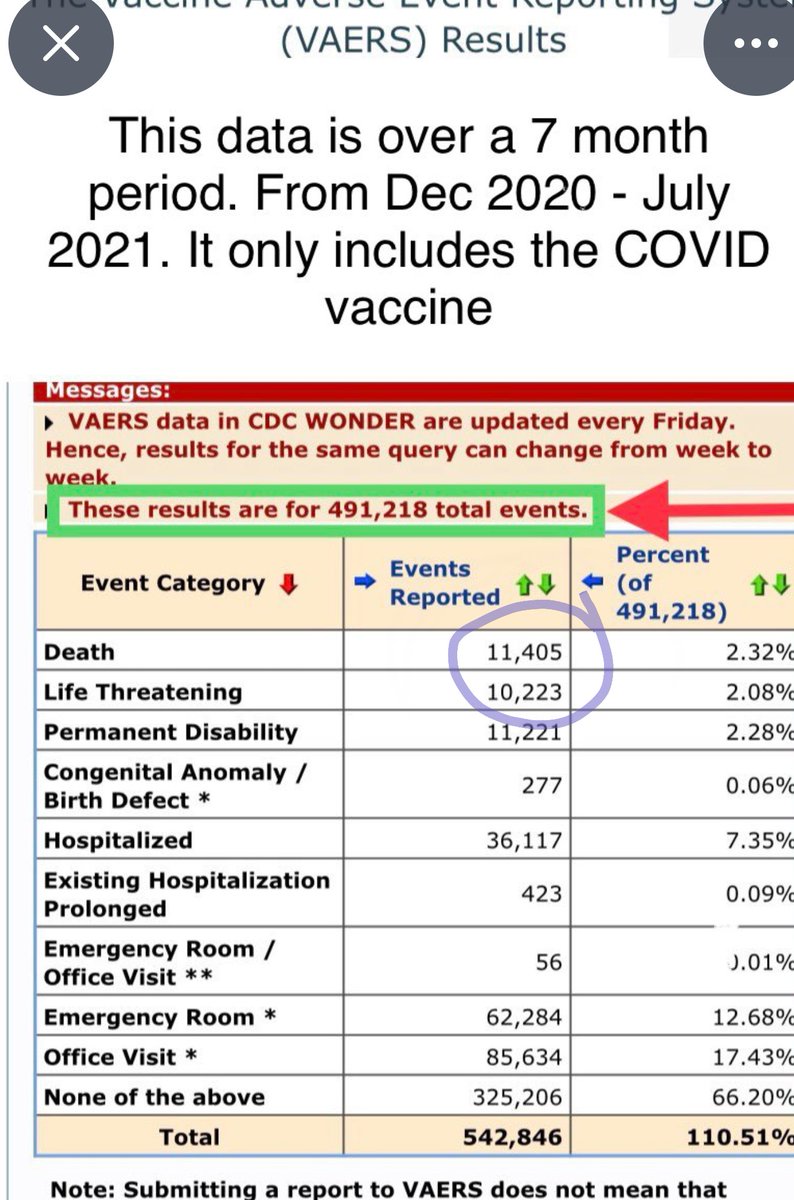 The Vaccine Adverse Event Reporting
(VAERS) Results
This data is over a 7 month
period. From Dec 2020 - July
2021. It only includes the COVID
vaccine
Messages:
VAERS data in CDC WONDER are updated every Friday.
Hence, results for the same query can change from week to
week.
These results are for 491,218 total events.
Event Category
Events
Reported
Percent
(of
491,218)
Death 11,405 2.32%
Life Threatening 10,223 2.08%
Permanent Disability 11,221 2.28%
Congenital Anomaly /
Birth Defect * 277 0.06%
Hospitalized 36,117 7.35%
Existing Hospitalization
Prolonged 423 0.09%
Emergency Room /
Office Visit ** 56 0.01%
Emergency Room * 62,284 12.68%
Office Visit * 85,634 17.43%
None of the above 325,206 66.20%
Total 542,846 110.51%
Note: Submitting a report to VAERS does not mean that